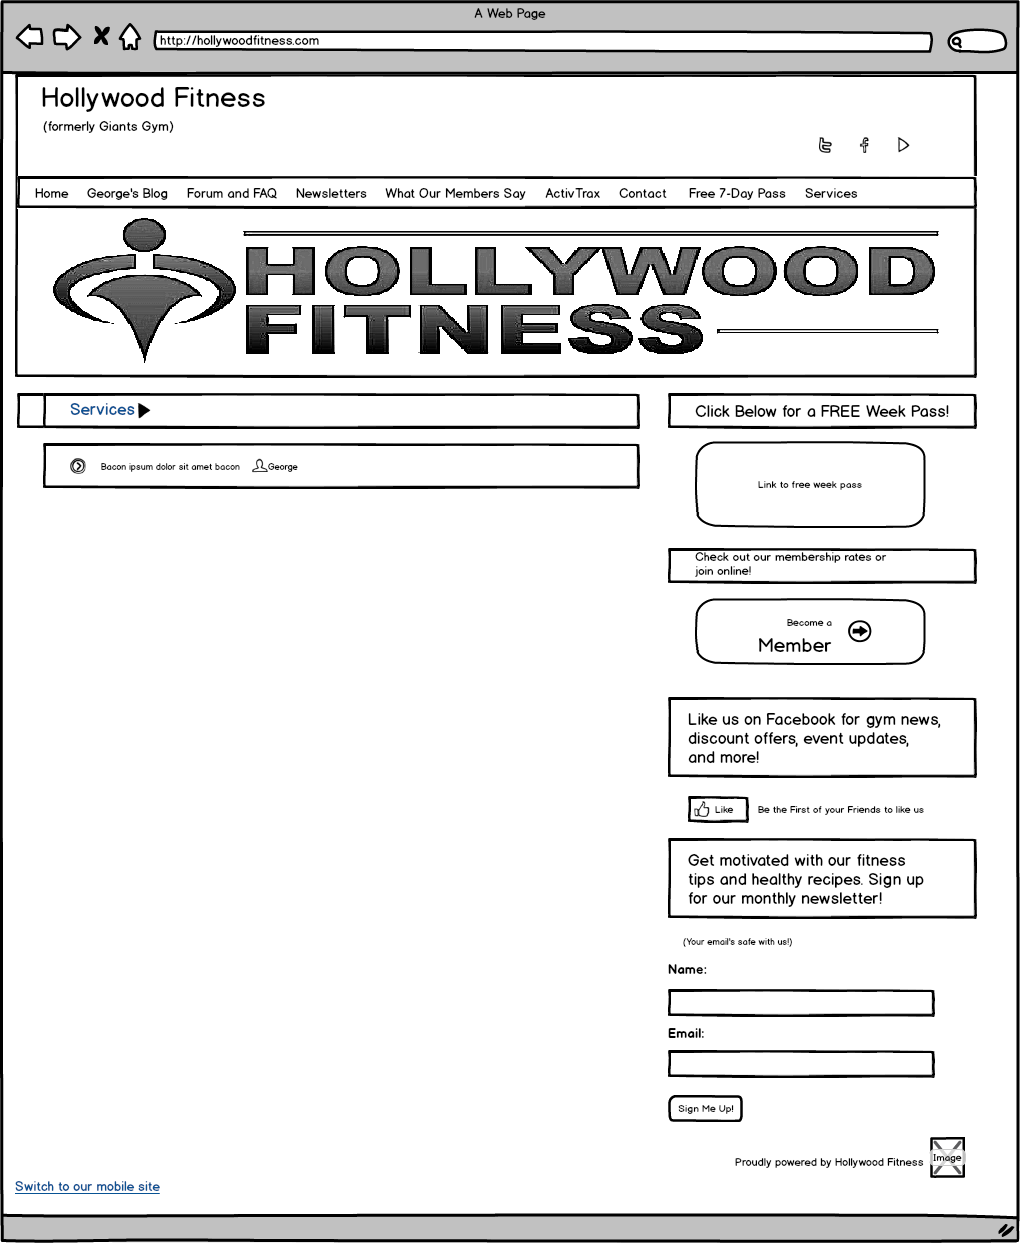 A Web Page
http://hollywoodfitness.com
Hollywood Fitness
(formerly Giants Gym)
Home George's Blog Forum and FAQ Newsletters What Our Members Say ActivTrax Contact Free 7-Day Pass Services
HOLLYWOOD
FITNESS
Services
Bacon ipsum dolor sit amet bacon George
Click Below for a FREE Week Pass!
Link to free week pass
Check out our membership rates or
join online!
Become a
Member
Like us on Facebook for gym news,
discount offers, event updates,
and more!
Like Be the First of your Friends to like us
Get motivated with our fitness
tips and healthy recipes. Sign up
for our monthly newsletter!
(Your email's safe with us!)
Name:
Email:
Sign Me Up!
Proudly powered by Hollywood Fitness
Image
Switch to our mobile site